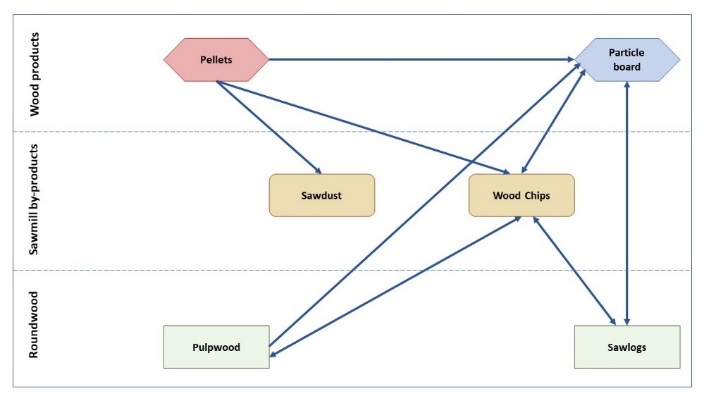 Wood products
Pellets
Particle
board
Sawmill by-products
Sawdust
Wood Chips
Roundwood
Pulpwood
Sawlogs